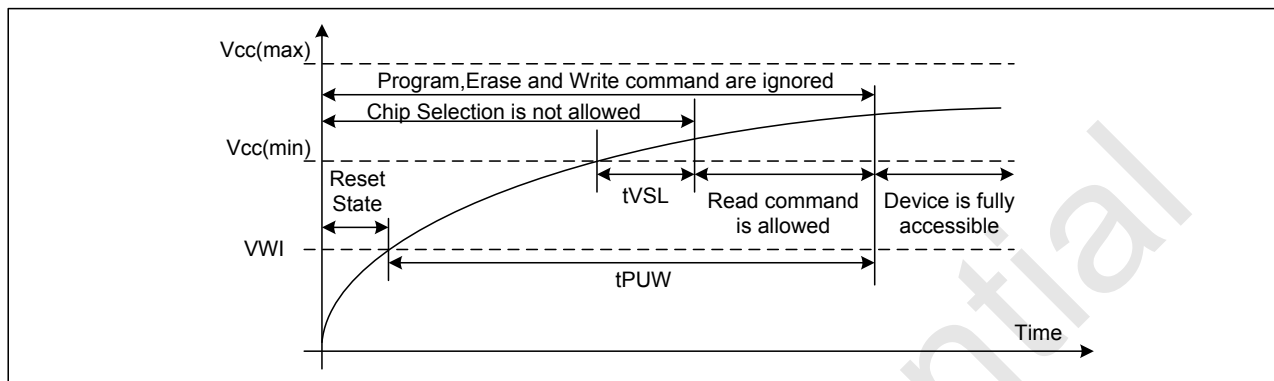 Vcc(max)
Program,Erase and Write command are ignored
Chip Selection is not allowed
Vcc(min)
Reset
State
tVSL
Read command
is allowed
Device is fully
accessible
VWI
tPUW
Time
ntial